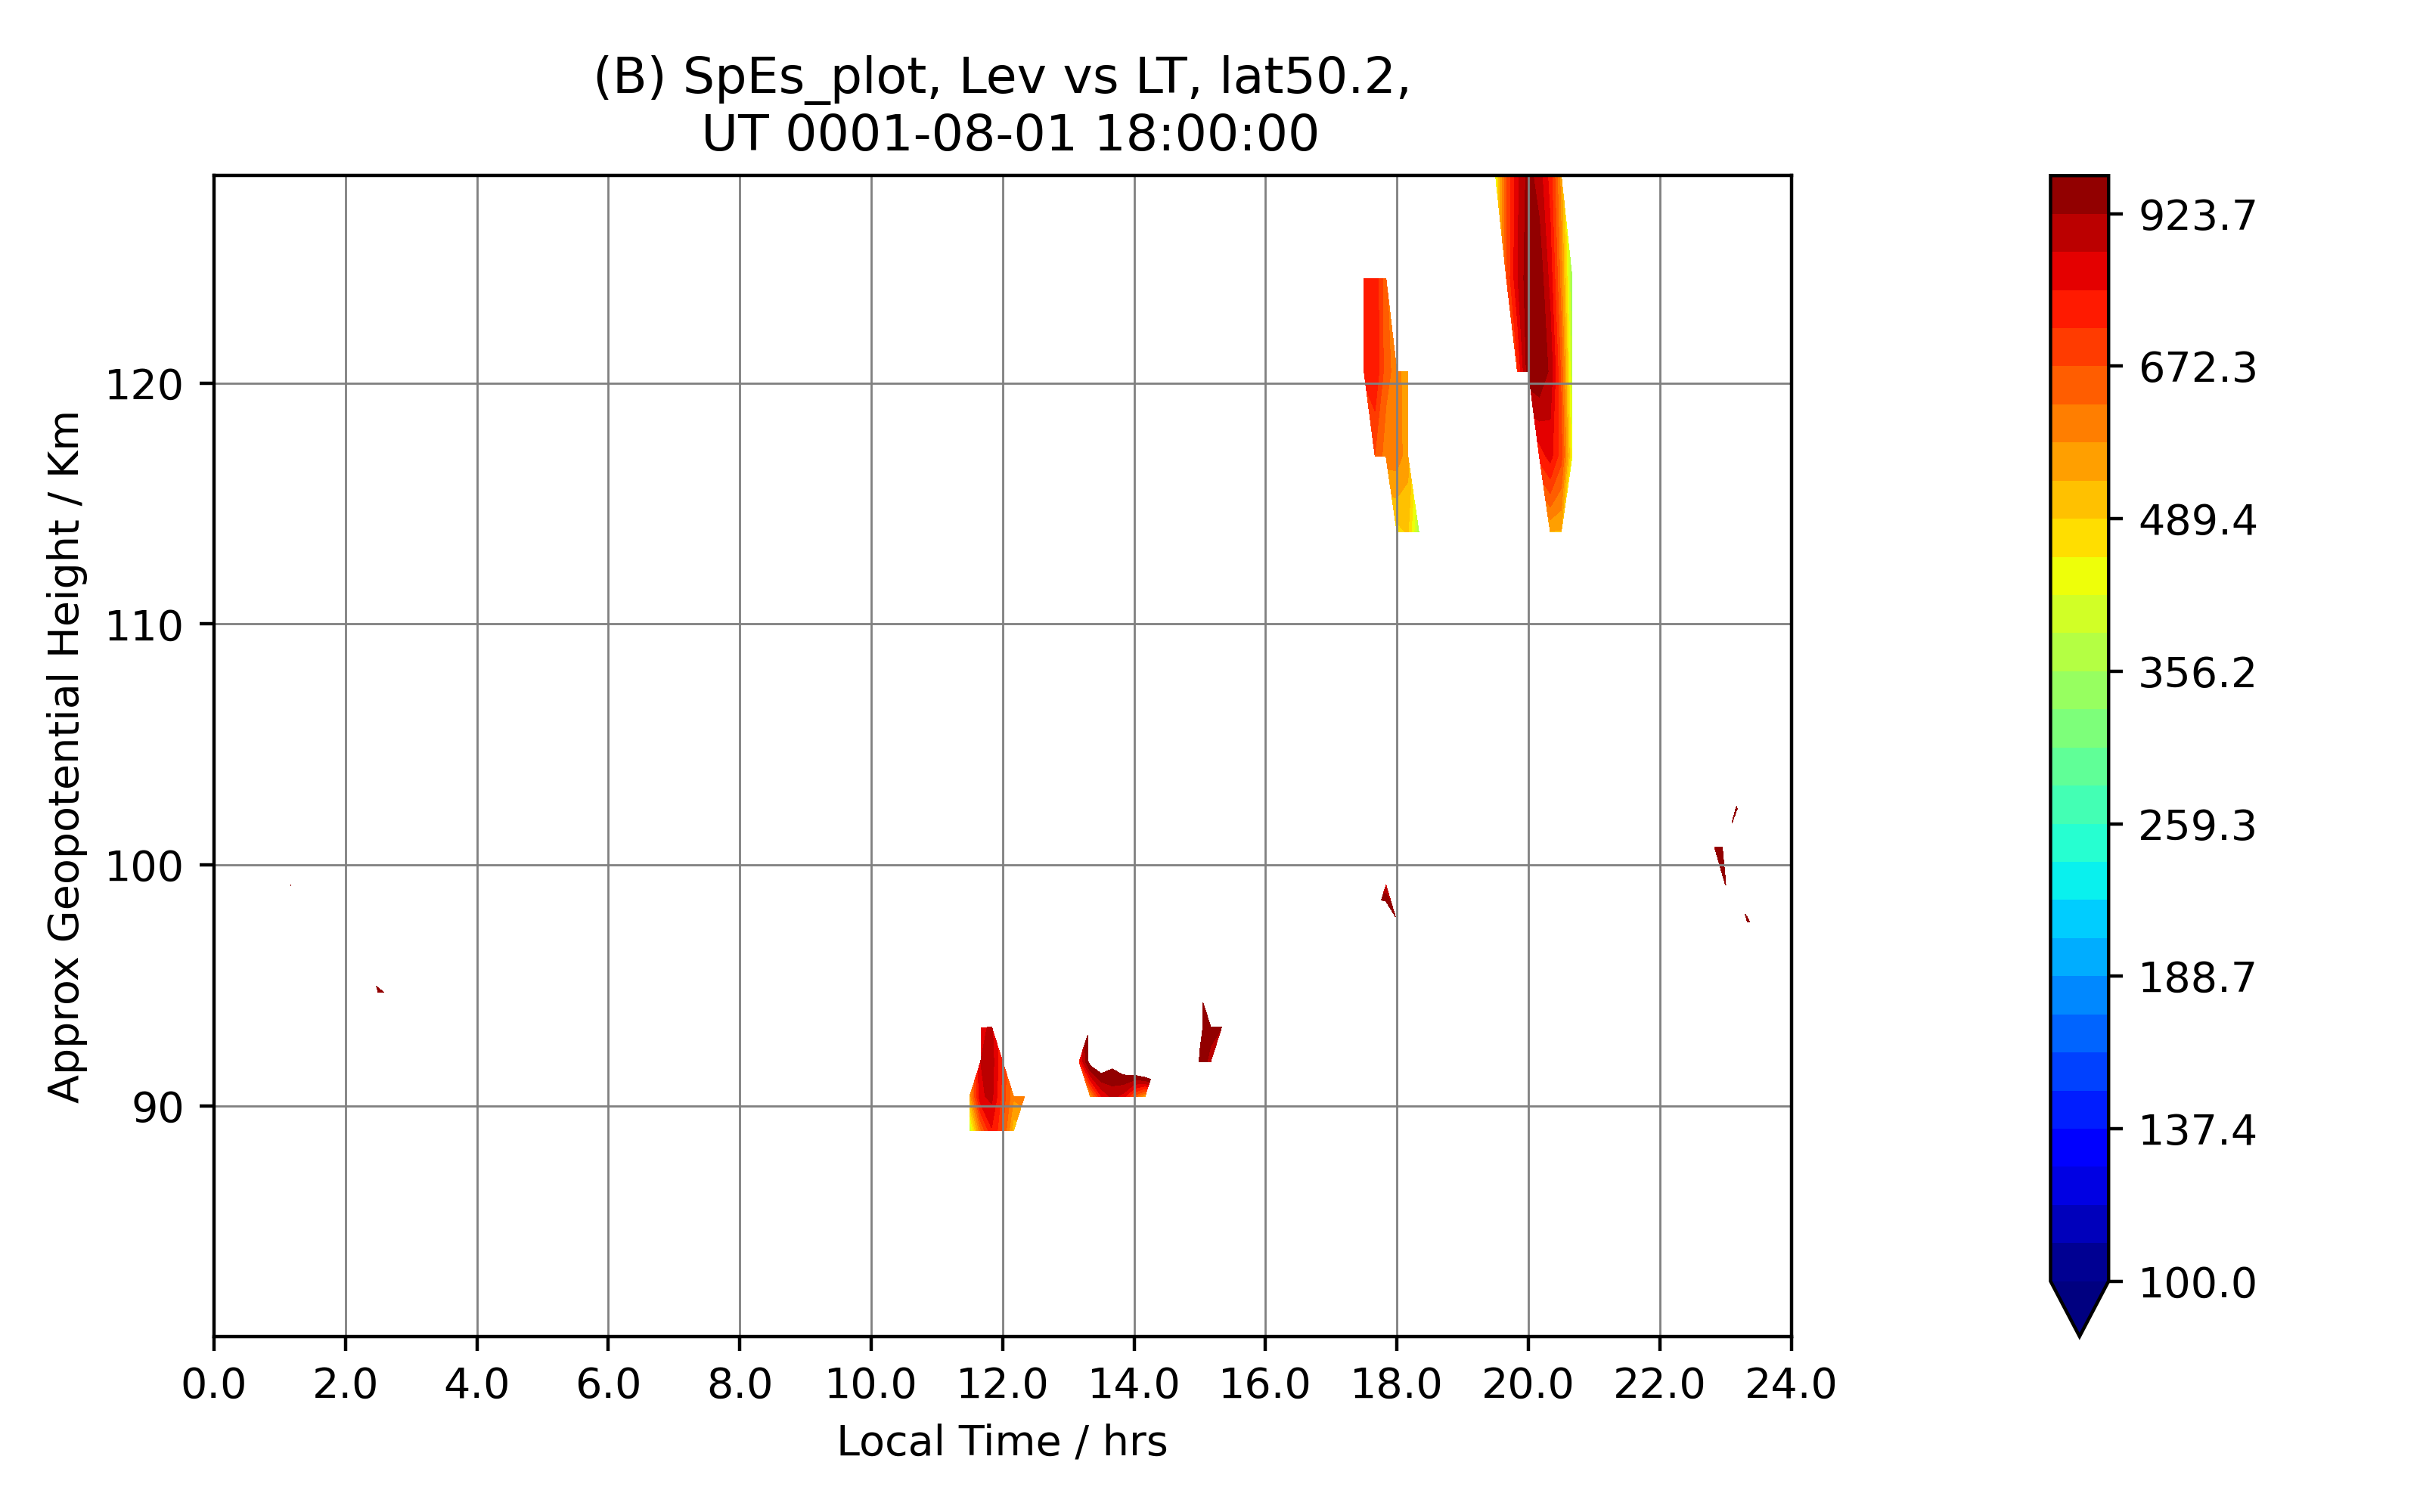 (B) SpEs_plot, Lev vs LT, lat50.2,
UT 0001-08-01 18:00:00
Approx Geopotential Height / Km
120
110
100
90
0.0 2.0 4.0 6.0 8.0 10.0 12.0 14.0 16.0 18.0 20.0 22.0 24.0
Local Time / hrs
923.7
672.3
489.4
356.2
259.3
188.7
137.4
100.0